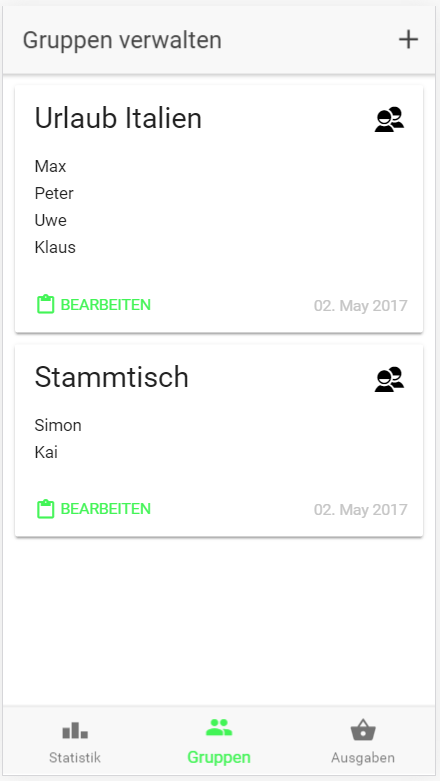 Gruppen verwalten
Urlaub Italien
Max
Peter
Uwe
Klaus
BEARBEITEN 02. May 2017
Stammtisch
Simon
Kai
BEARBEITEN 02. May 2017
Statistik Gruppen Ausgaben